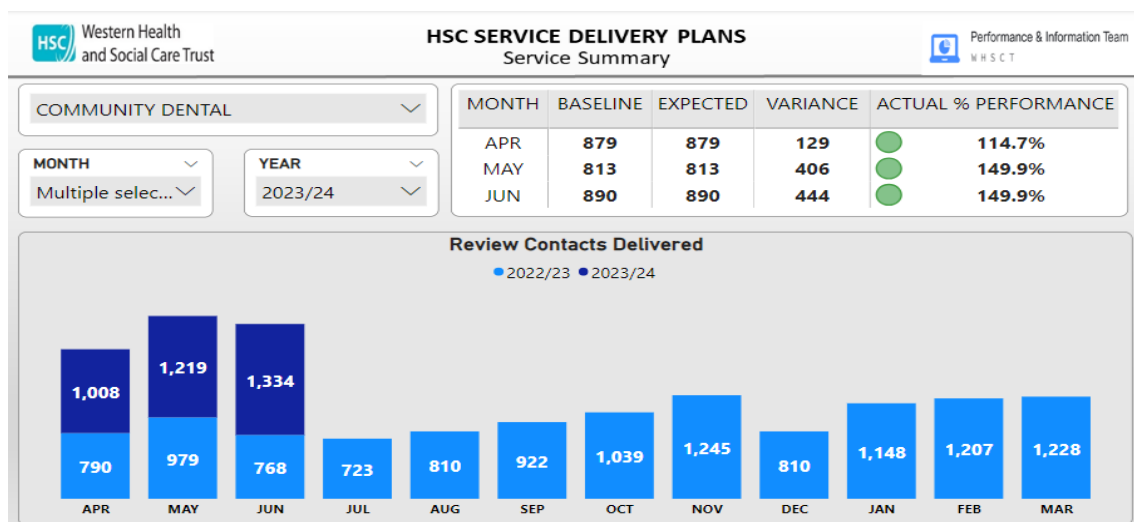 HSC
Western Health
and Social Care Trust
HSC SERVICE DELIVERY PLANS
Service Summary
Performance & Information Team
WHSCT
COMMUNITY DENTAL
MONTH
Multiple selec...
YEAR
2023/24
MONTH BASELINE EXPECTED VARIANCE ACTUAL % PERFORMANCE
APR 879 879 129 114.7%
MAY 813 813 406 149.9%
JUN 890 890 444 149.9%
Review Contacts Delivered
2022/23 2023/24
1,008 1,219 1,334
790 979 768 723 810 922 1,039 1,245 810 1,148 1,207 1,228
APR MAY JUN JUL AUG SEP OCT NOV DEC JAN FEB MAR